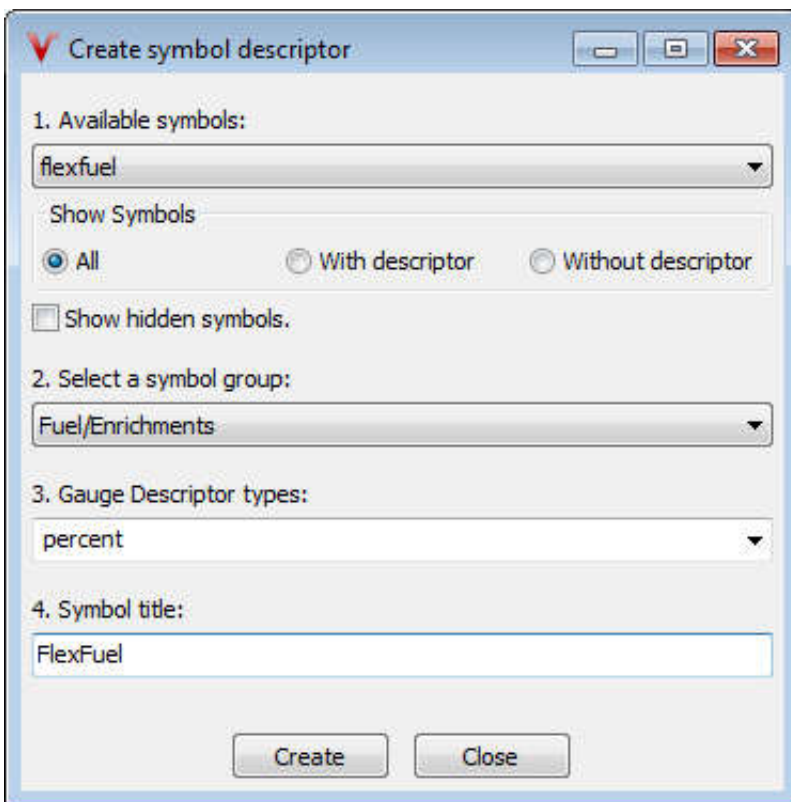 Create symbol descriptor
1. Available symbols:
flexfuel
Show Symbols
All With descriptor Without descriptor
Show hidden symbols.
2. Select a symbol group:
Fuel/Enrichments
3. Gauge Descriptor types:
percent
4. Symbol title:
FlexFuel
Create Close